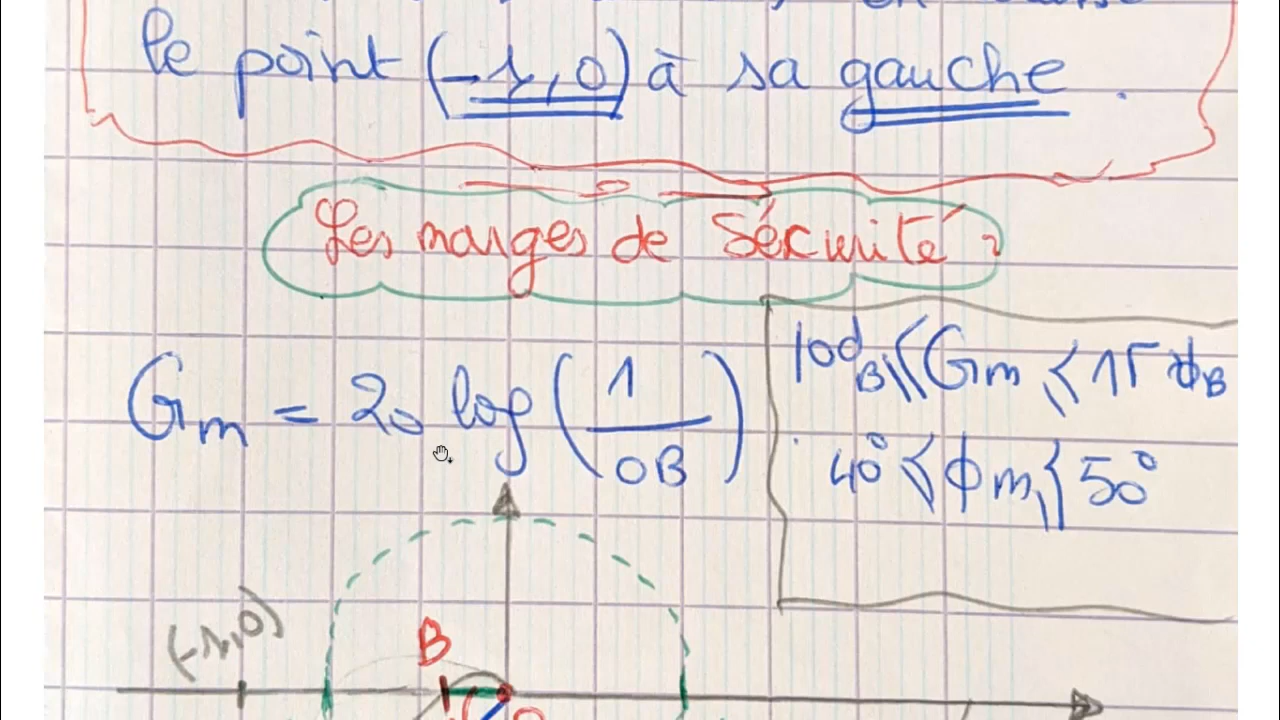 le point (-1,0) à sa gauche.
Les marges de Sécurité:
Gm = 20 log(1/OB)
10dB ≤ Gm ≤ 15 dB
40° ≤ ϕm ≤ 50°
(-1,0)
B